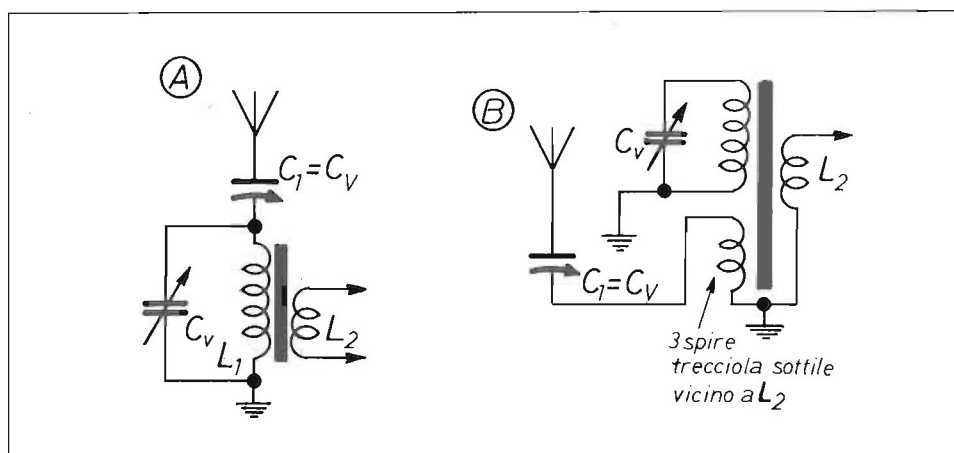 A
C₁=Cᵥ
Cᵥ
L₁
L₂
B
Cᵥ
L₂
C₁=Cᵥ
3 spire
trecciola sottile
vicino a L₂